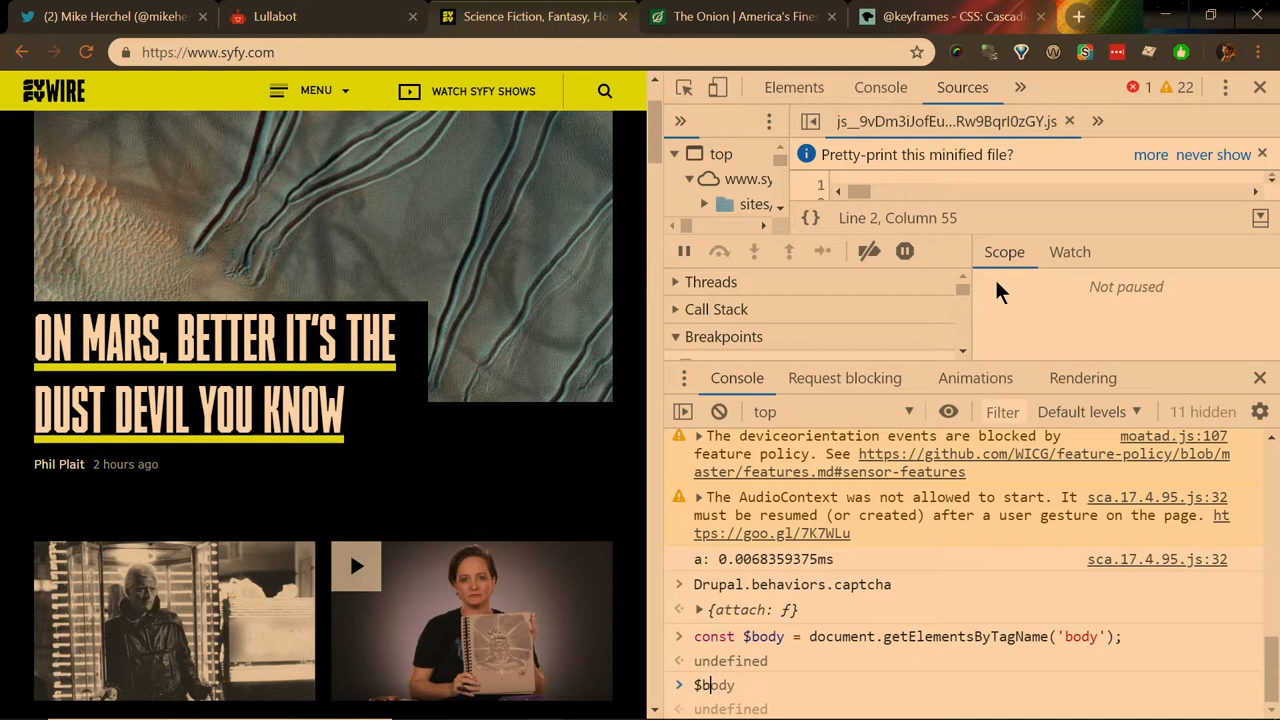 (2) Mike Herchel (@mikehe
Lullabot
Science Fiction, Fantasy, Ho
The Onion | America's Fines
@keyframes - CSS: Cascadi
https://www.syfy.com
SYFY WIRE
MENU
WATCH SYFY SHOWS
Elements
Console
Sources
1
22
js__9vDm3iJofEu...Rw9BqrI0zGY.js
top
Pretty-print this minified file?
more
never show
www.sy
1
sites/
{}
Line 2, Column 55
Scope
Watch
Threads
Not paused
Call Stack
Breakpoints
ON MARS, BETTER IT'S THE
DUST DEVIL YOU KNOW
Phil Plait
2 hours ago
Console
Request blocking
Animations
Rendering
top
Filter
Default levels
11 hidden
The deviceorientation events are blocked by
moatad.js:107
feature policy. See https://github.com/WICG/feature-policy/blob/m
aster/features.md#sensor-features
The AudioContext was not allowed to start. It
sca.17.4.95.js:32
must be resumed (or created) after a user gesture on the page. ht
tps://goo.gl/7K7WLu
a: 0.0068359375ms
sca.17.4.95.js:32
Drupal.behaviors.captcha
{attach: ƒ}
const $body = document.getElementsByTagName('body');
undefined
$body
undefined